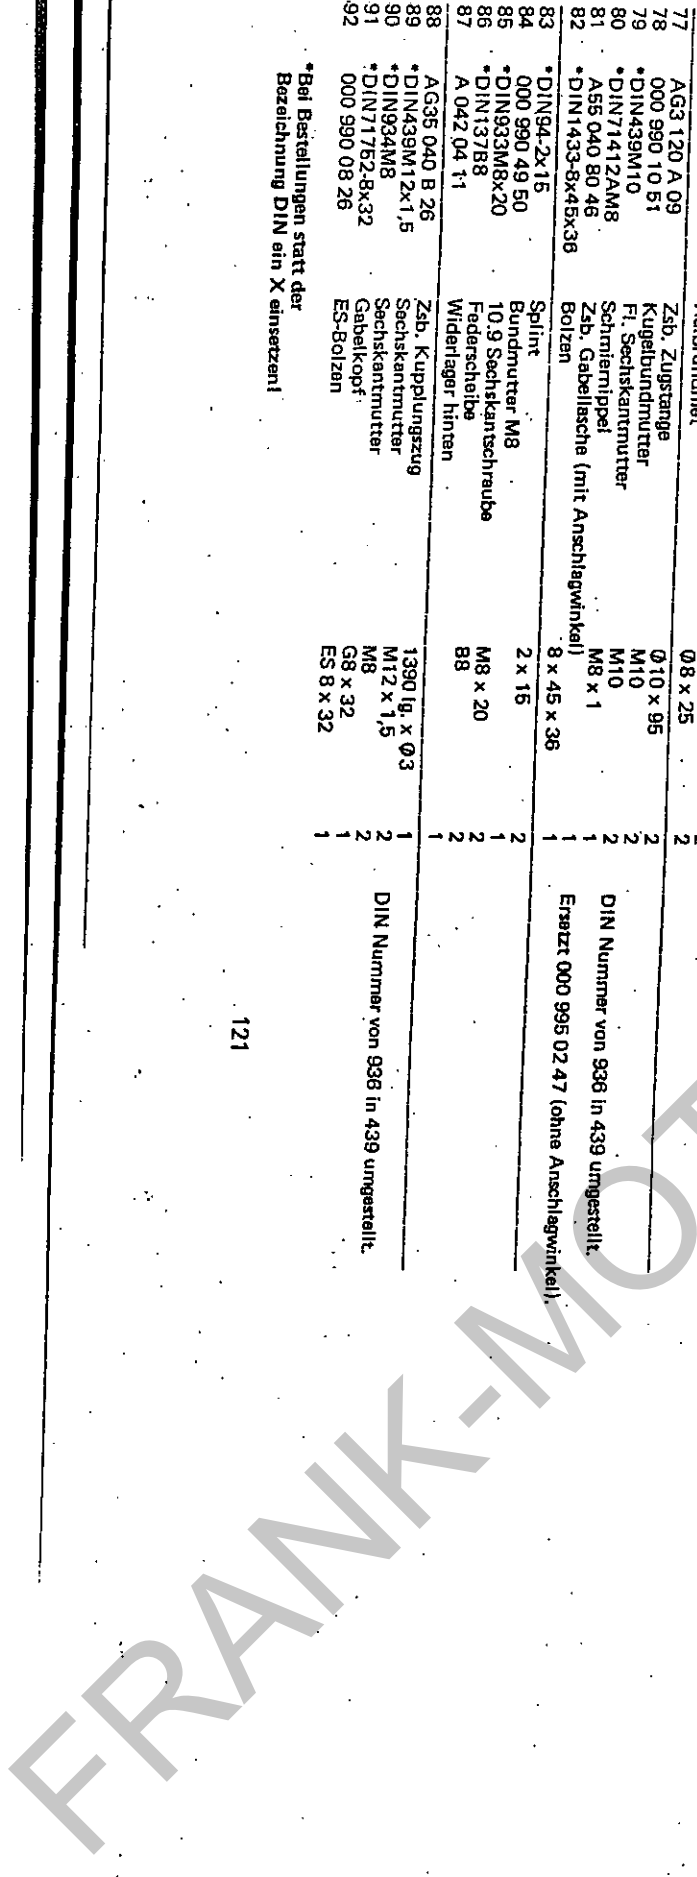 Ø8 x 25 2
77 AG3 120 A 09 Zsb. Zugstange Ø10 x 95 2
78 000 990 10 51 Kugelbundmutter M10 2
79 *DIN439M10 Fl. Sechskantmutter M10 2 DIN Nummer von 936 in 439 umgestellt.
80 *DIN71412AM8 Schmiernippel M8 x 1 1
81 A55 040 80 46 Zsb. Gabellasche (mit Anschlagwinkel) 1 Ersetzt 000 995 02 47 (ohne Anschlagwinkel).
82 *DIN1433-8x45x36 Bolzen 8 x 45 x 36 1
83 *DIN94-2x15 Splint 2 x 15 2
84 000 990 49 50 Bundmutter M8 1
85 *DIN933M8x20 10.9 Sechskantschraube M8 x 20 2
86 *DIN137B8 Federscheibe B8 2
87 A 042 04 11 Widerlager hinten 1
88 AG35 040 B 26 Zsb. Kupplungszug 1390 lg. x Ø3 1
89 *DIN439M12x1,5 Sechskantmutter M12 x 1,5 2 DIN Nummer von 936 in 439 umgestellt.
90 *DIN934M8 Sechskantmutter M8 2
91 *DIN71752-8x32 Gabelkopf G8 x 32 1
92 000 990 08 26 ES-Bolzen ES 8 x 32 1
*Bei Bestellungen statt der
Bezeichnung DIN ein X einsetzen!
121
FRANK-MOT